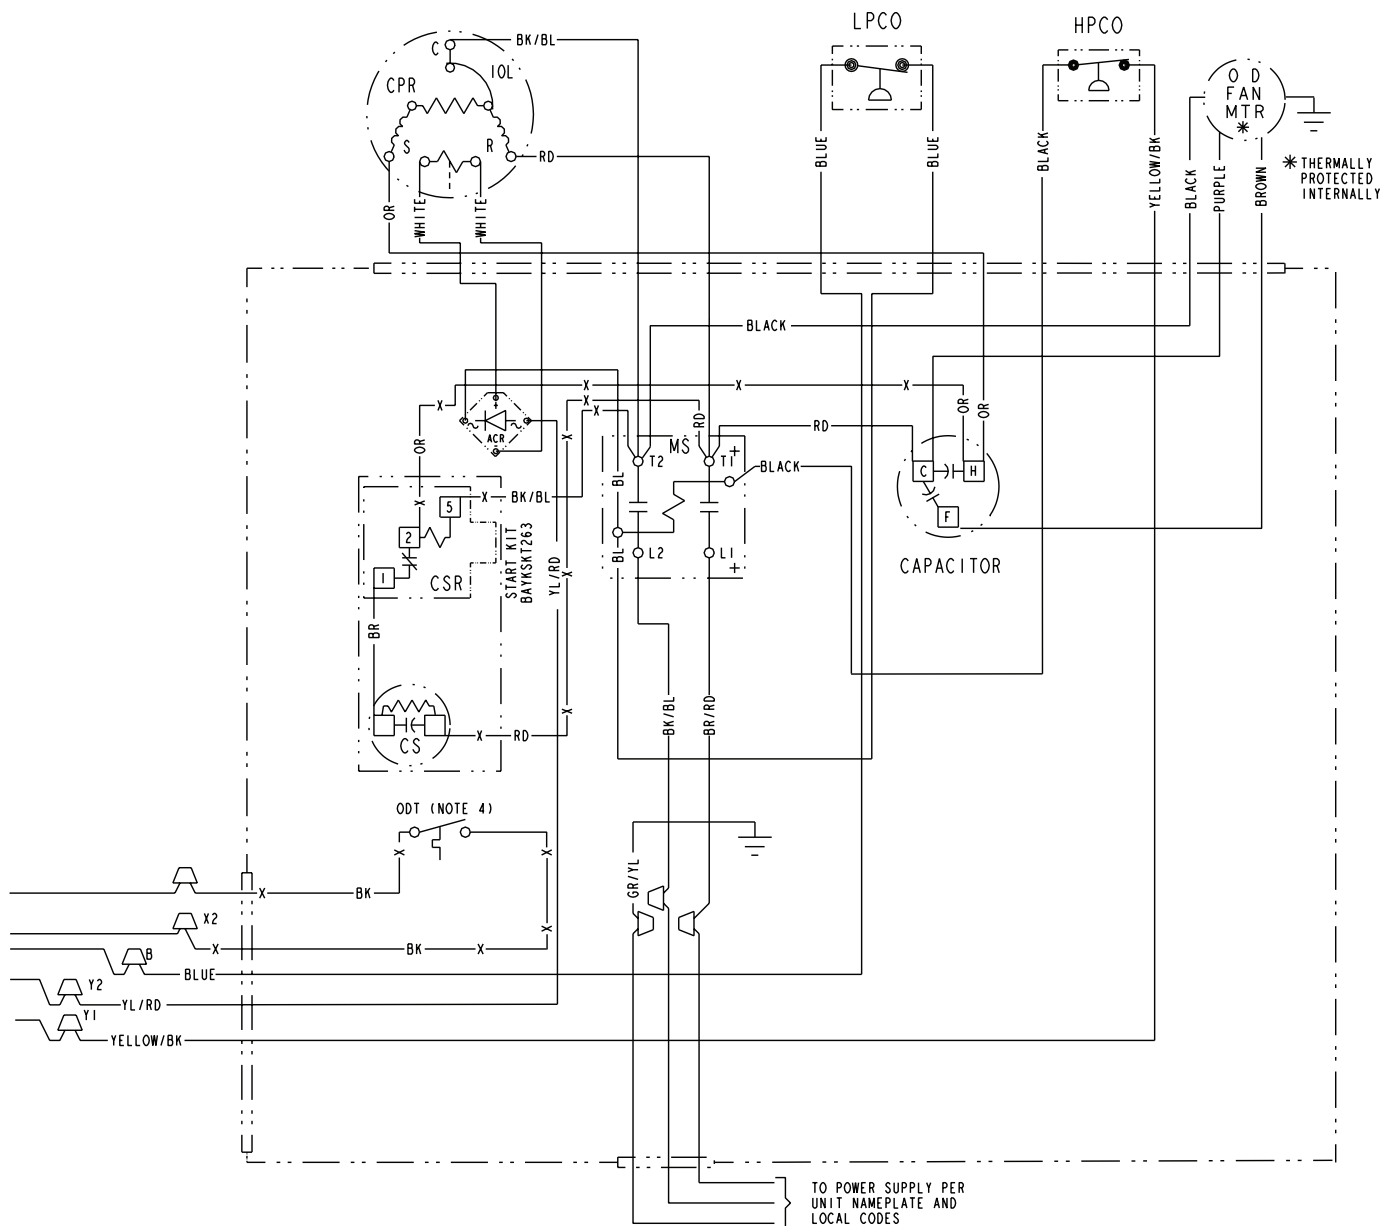 LPCO
HPCO
C
BK/BL
IOL
CPR
S
R
RD
OR
WHITE
WHITE
BLUE
BLUE
BLACK
YELLOW/BK
O D
FAN
MTR
*
BLACK
PURPLE
BROWN
* THERMALLY
PROTECTED
INTERNALLY
BLACK
X
X
X
X
X
X
OR
OR
OR
RD
RD
+
ACR
-
X
MS
+
T2
T1
BLACK
BL
C
H
F
CAPACITOR
X
X
BK/BL
5
2
1
CSR
START KIT
BAYKSKT263
YL/RD
X
BL
L2
L1
+
BR
BK/BL
BR/RD
X
CS
X
RD
ODT (NOTE 4)
X
X
GR/YL
X
BK
X2
X
X
BK
X
B
BLUE
Y2
YL/RD
Y1
YELLOW/BK
TO POWER SUPPLY PER
UNIT NAMEPLATE AND
LOCAL CODES